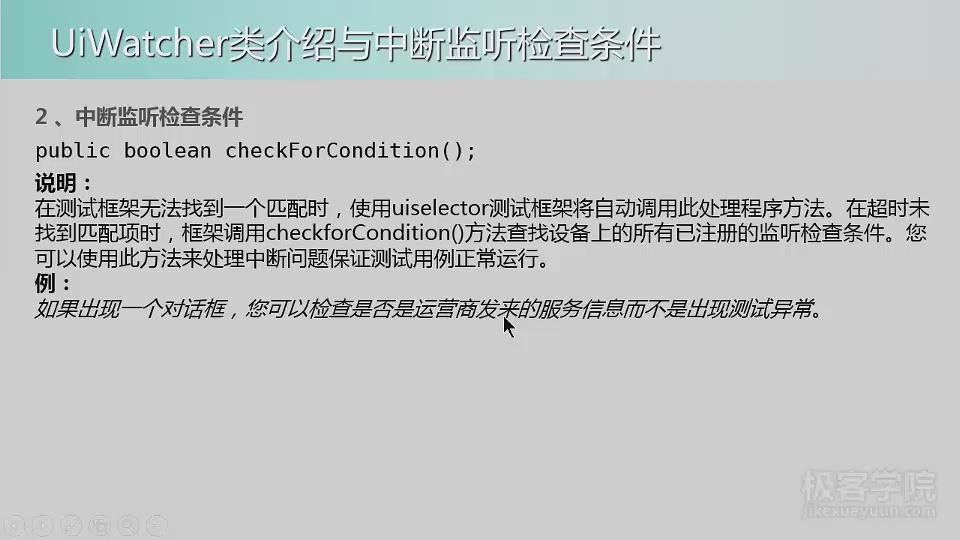 UiWatcher类介绍与中断监听检查条件
2、中断监听检查条件
public boolean checkForCondition();
说明：
在测试框架无法找到一个匹配时，使用uiselector测试框架将自动调用此处理程序方法。在超时未
找到匹配项时，框架调用checkforCondition()方法查找设备上的所有已注册的监听检查条件。您
可以使用此方法来处理中断问题保证测试用例正常运行。
例：
如果出现一个对话框，您可以检查是否是运营商发来的服务信息而不是出现测试异常。
极客学院
jikexueyuan.com